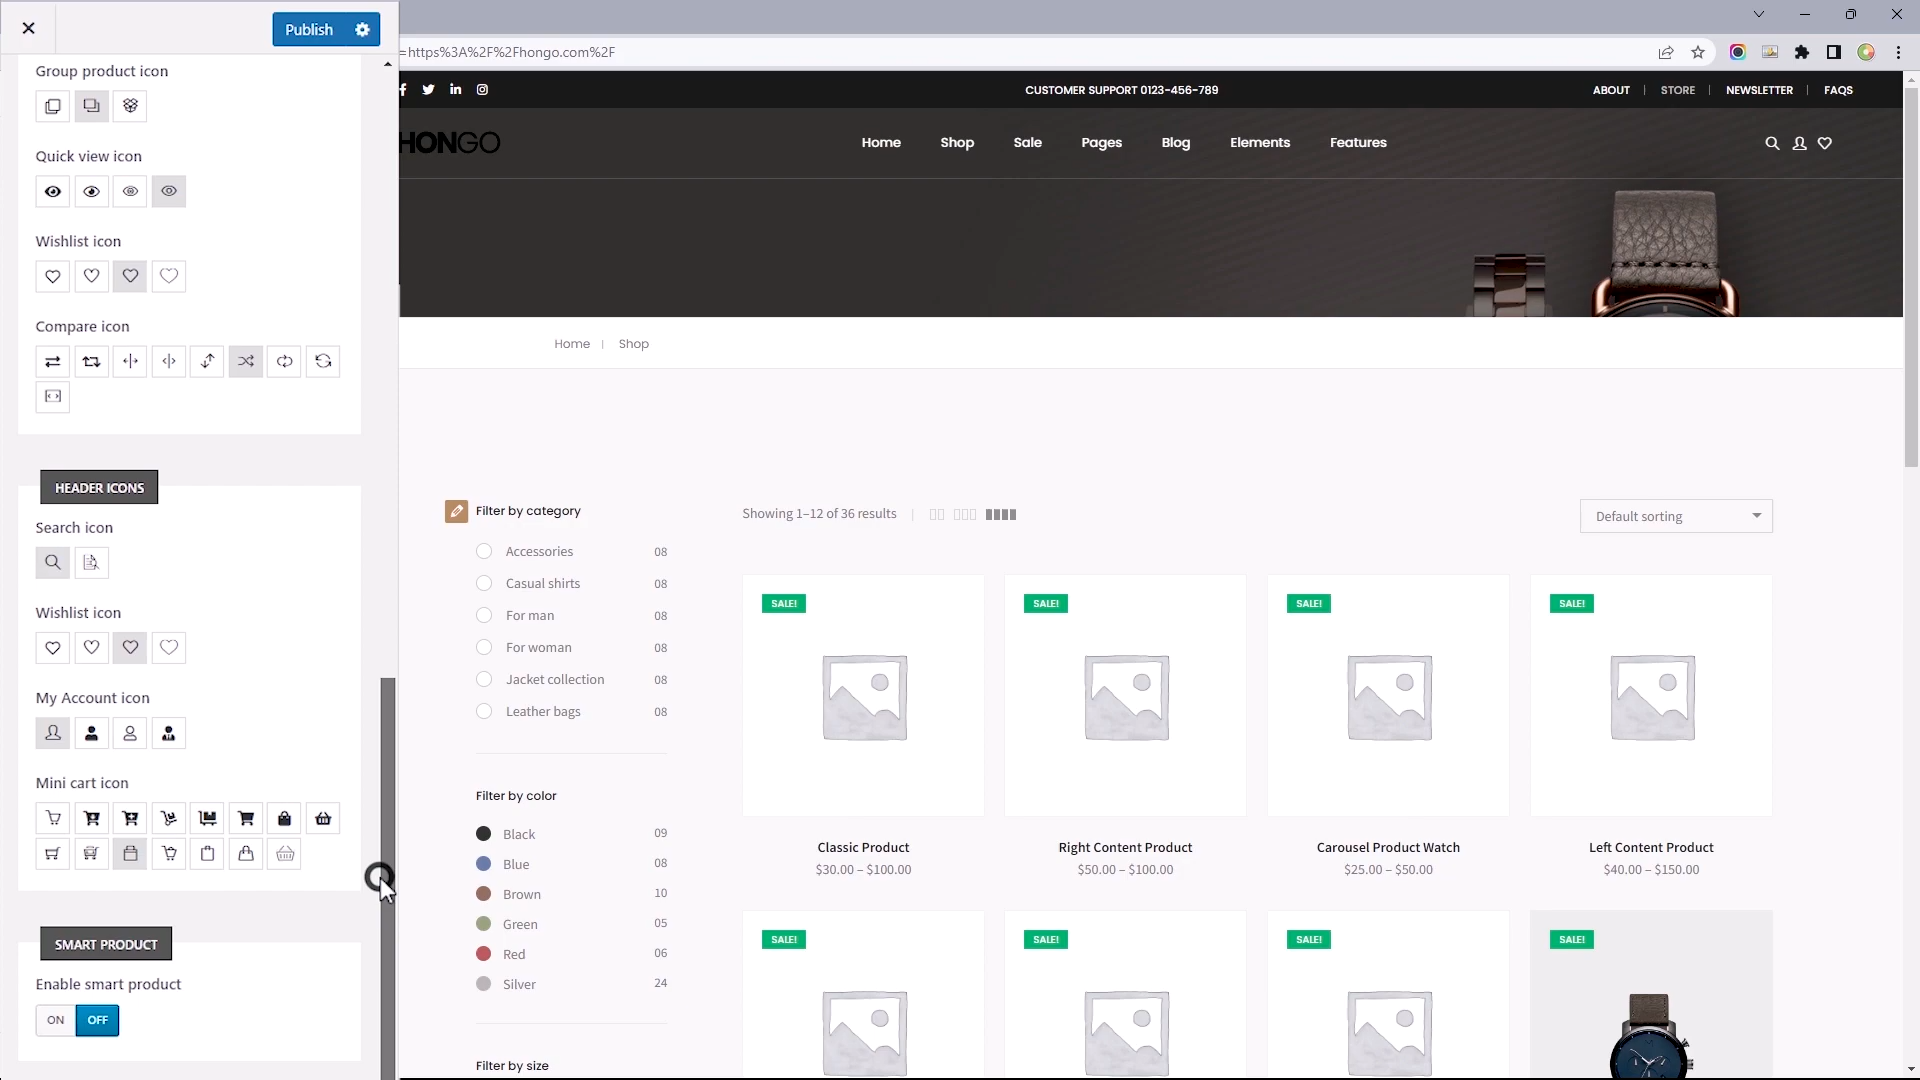 Publish
=https%3A%2F%2Fhongo.com%2F
Group product icon
Quick view icon
Wishlist icon
Compare icon
HEADER ICONS
Search icon
Wishlist icon
My Account icon
Mini cart icon
SMART PRODUCT
Enable smart product
ON OFF
CUSTOMER SUPPORT 0123-456-789
ABOUT | STORE | NEWSLETTER | FAQS
HONGO
Home Shop Sale Pages Blog Elements Features
Home | Shop
Filter by category
Accessories 08
Casual shirts 08
For man 08
For woman 08
Jacket collection 08
Leather bags 08
Filter by color
Black 09
Blue 08
Brown 10
Green 05
Red 06
Silver 24
Filter by size
Showing 1–12 of 36 results
Default sorting
SALE! SALE! SALE! SALE!
Classic Product Right Content Product Carousel Product Watch Left Content Product
$30.00 – $100.00 $50.00 – $100.00 $25.00 – $50.00 $40.00 – $150.00
SALE! SALE! SALE! SALE!